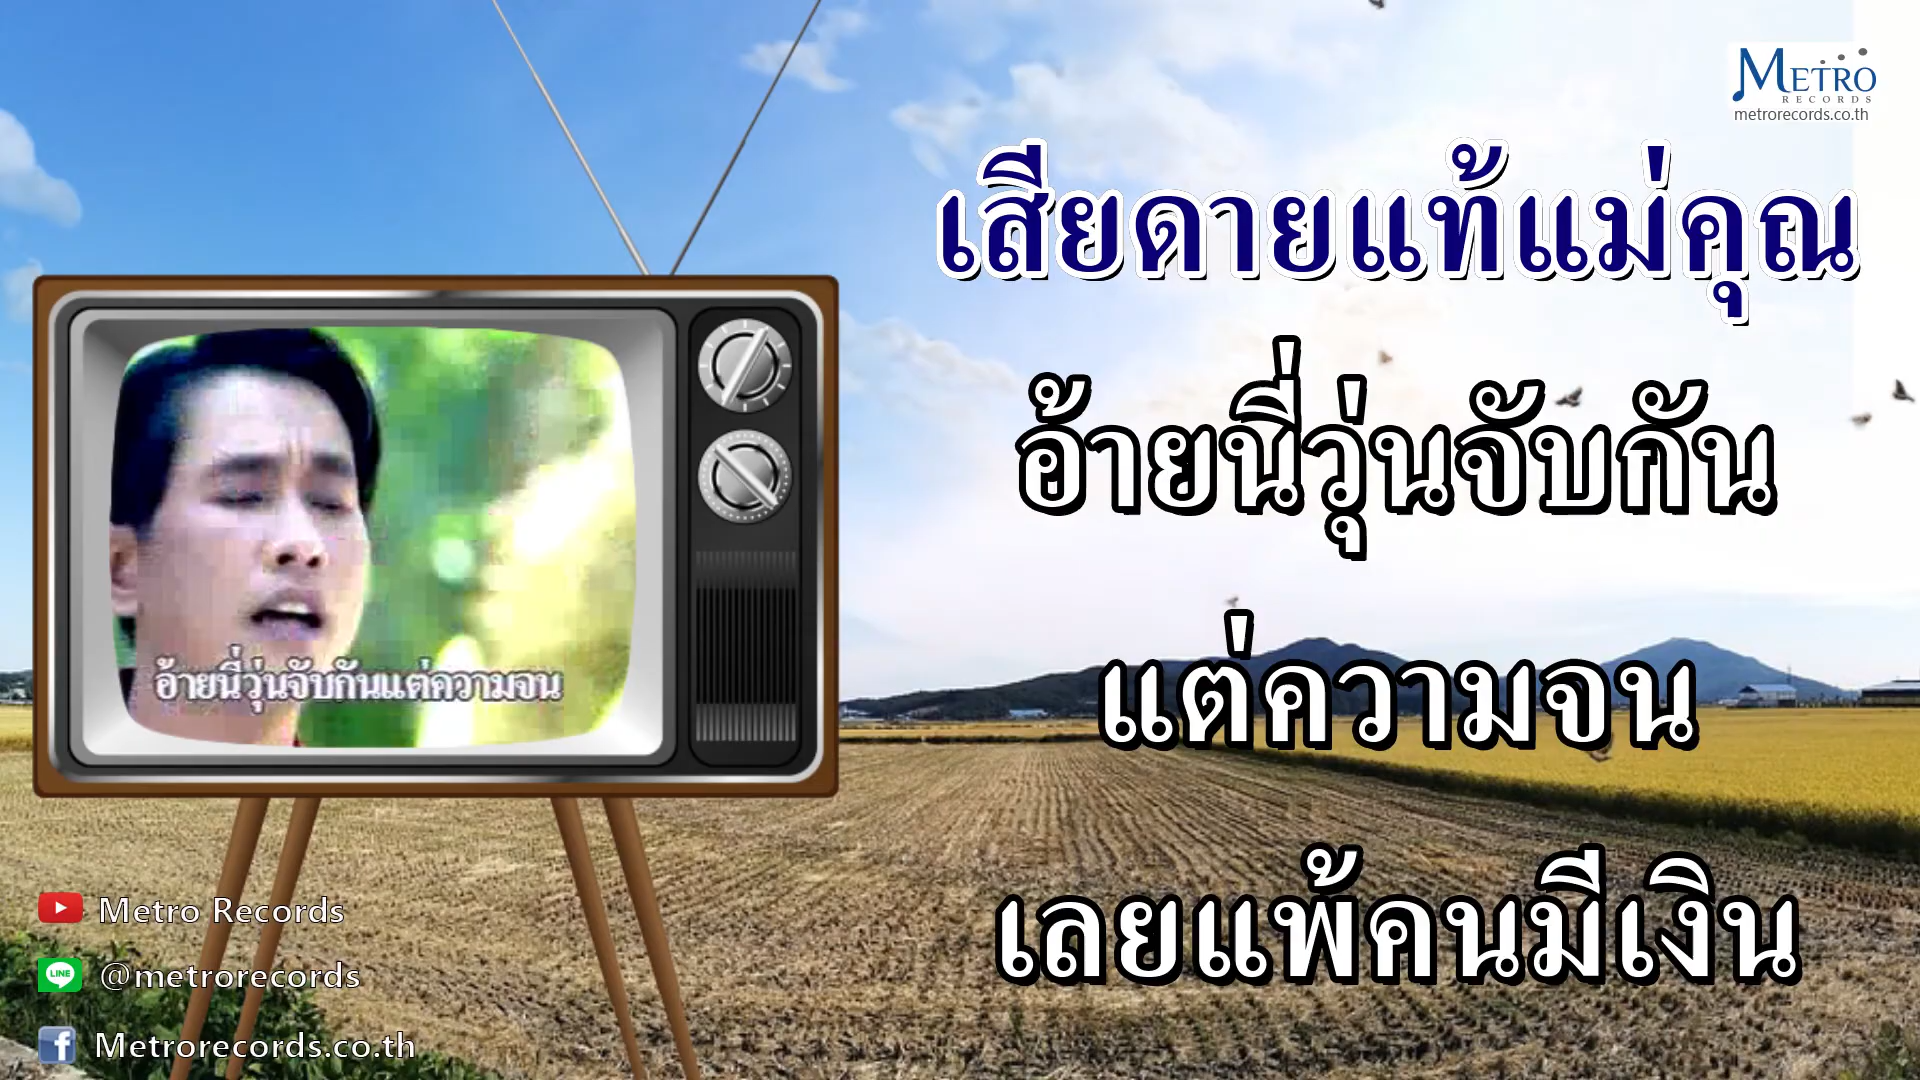 METRO
RECORDS
metrorecords.co.th
เสียดายแท้แม่คุณ
อ้ายนี่วุ่นจับกัน
แต่ความจน
เลยแพ้คนมีเงิน
อ้ายนี่วุ่นจับกันแต่ความจน
Metro Records
LINE @metrorecords
f Metrorecords.co.th